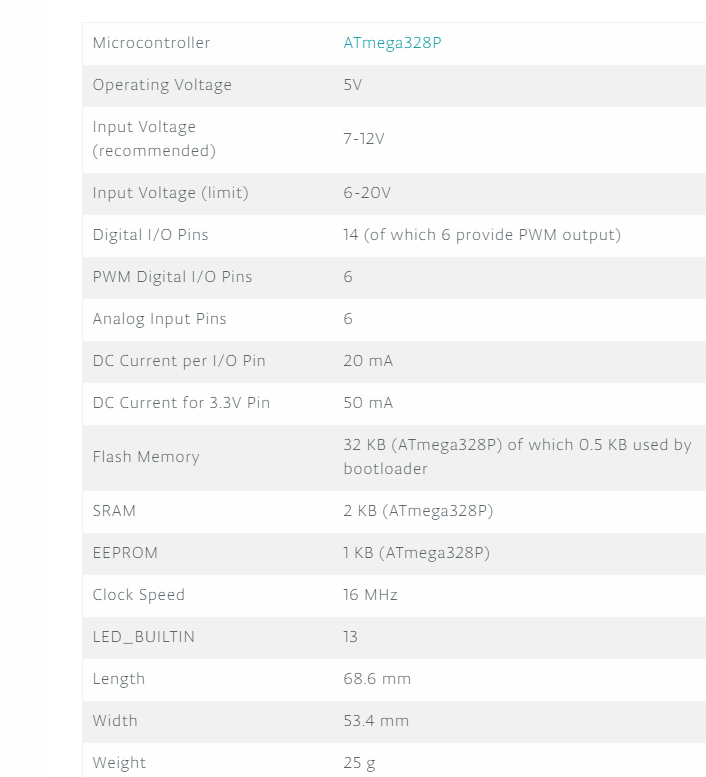 Microcontroller ATmega328P
Operating Voltage 5V
Input Voltage
(recommended)
7-12V
Input Voltage (limit) 6-20V
Digital I/O Pins 14 (of which 6 provide PWM output)
PWM Digital I/O Pins 6
Analog Input Pins 6
DC Current per I/O Pin 20 mA
DC Current for 3.3V Pin 50 mA
Flash Memory
32 KB (ATmega328P) of which 0.5 KB used by
bootloader
SRAM 2 KB (ATmega328P)
EEPROM 1 KB (ATmega328P)
Clock Speed 16 MHz
LED_BUILTIN 13
Length 68.6 mm
Width 53.4 mm
Weight 25 g